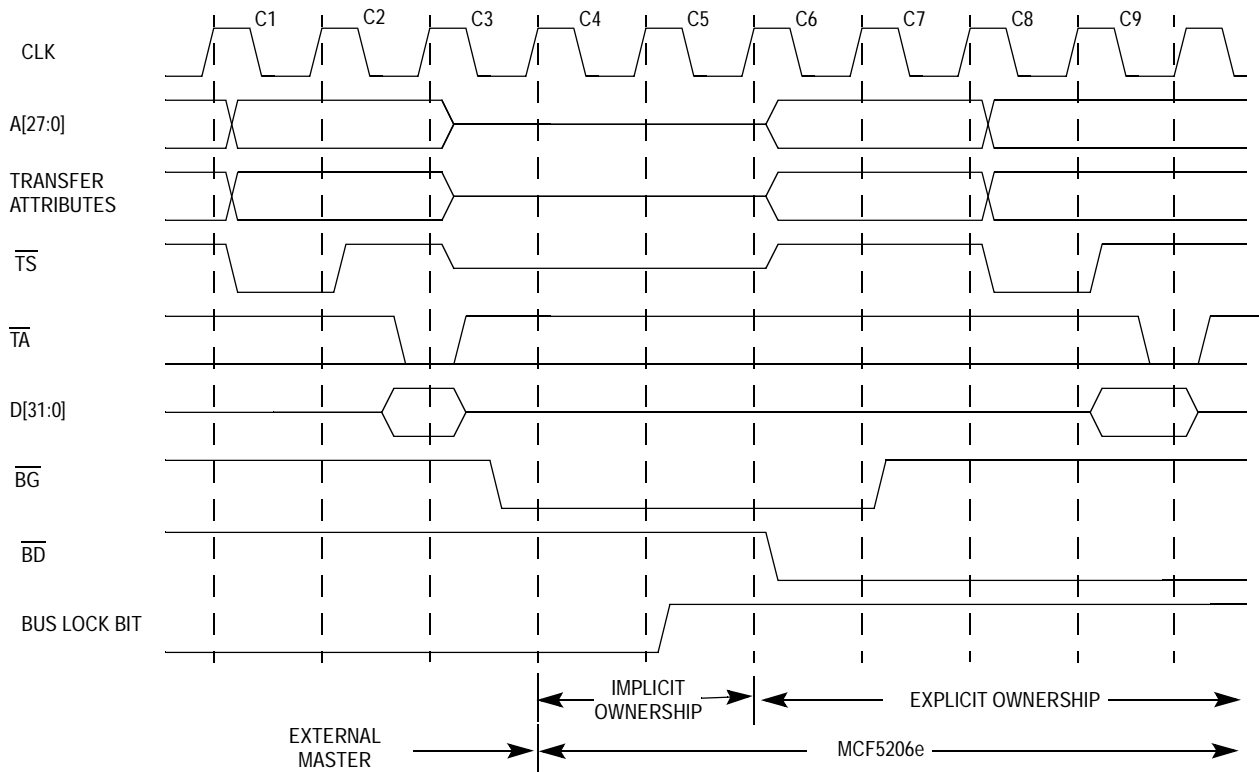 C1 C2 C3 C4 C5 C6 C7 C8 C9
CLK
A[27:0]
TRANSFER
ATTRIBUTES
TS
TA
D[31:0]
BG
BD
BUS LOCK BIT
IMPLICIT
OWNERSHIP
EXPLICIT OWNERSHIP
EXTERNAL
MASTER
MCF5206e